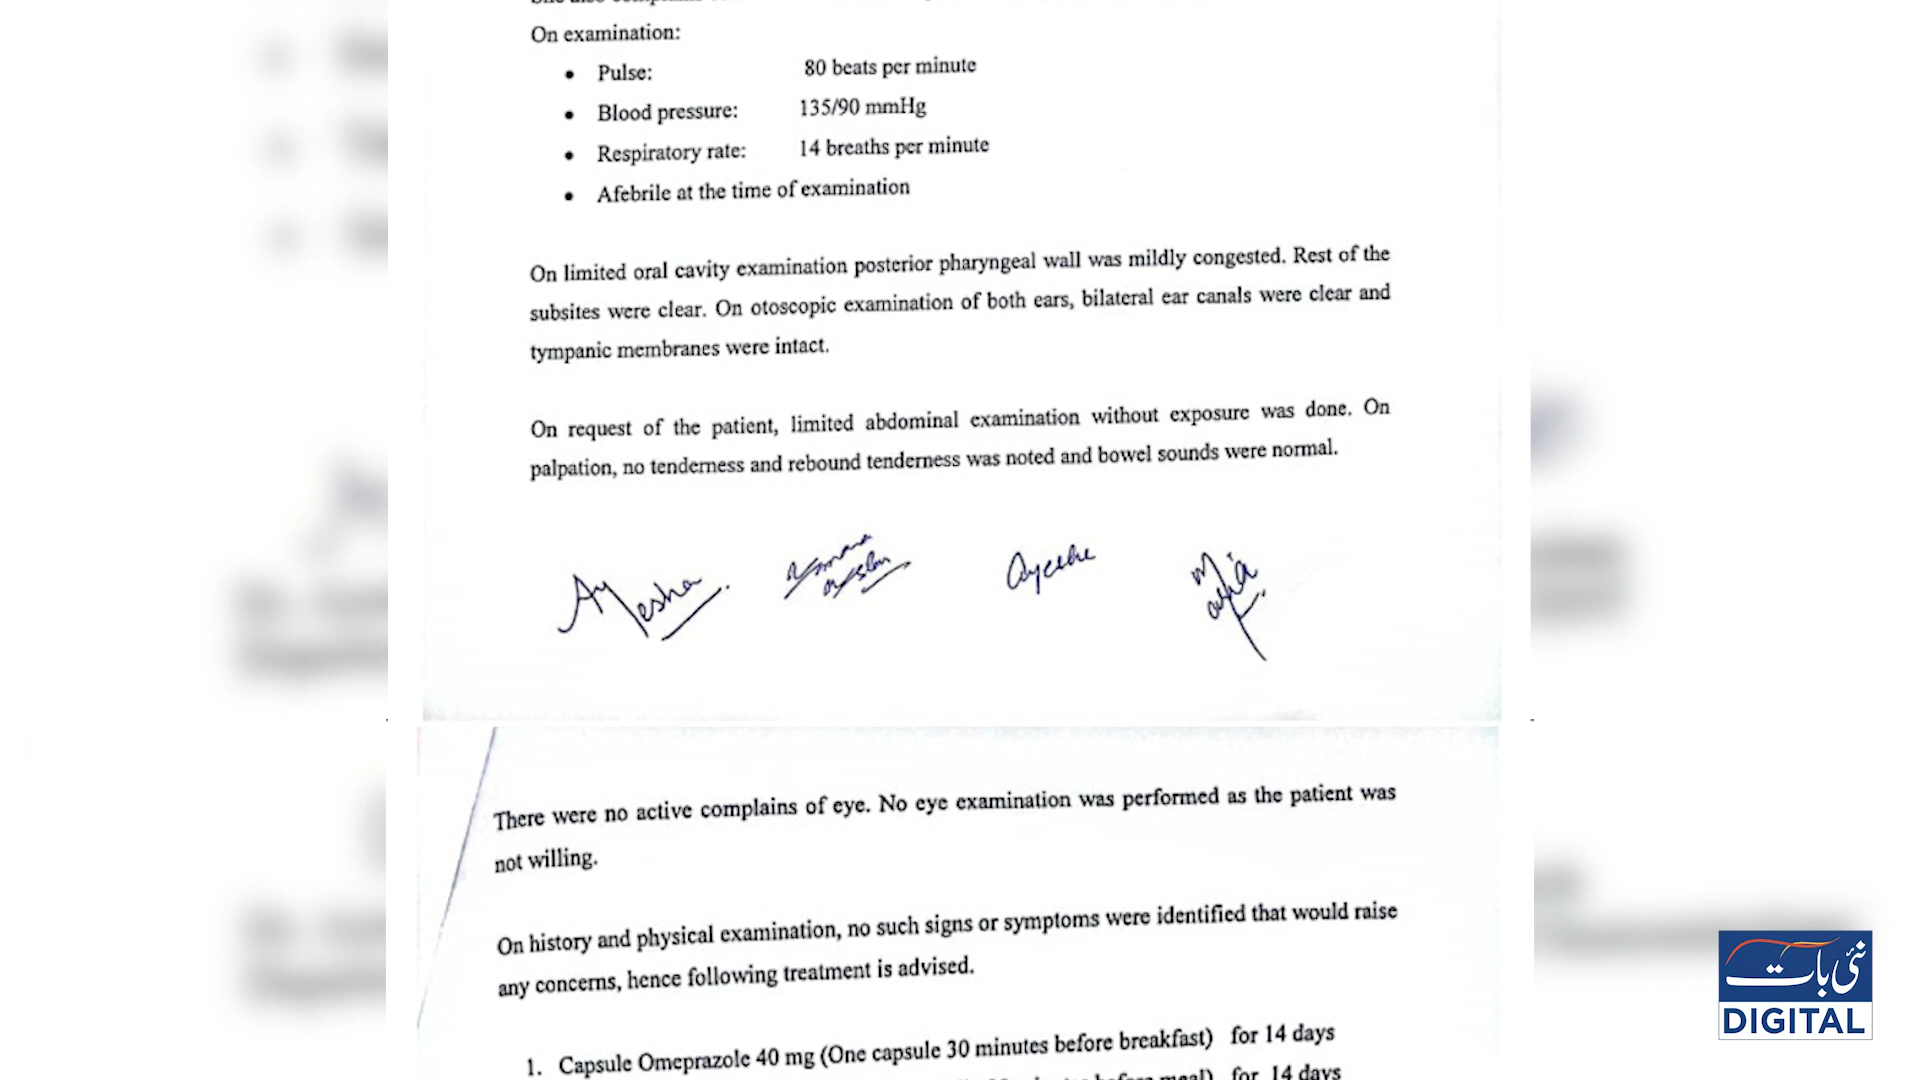 On examination:
• Pulse: 80 beats per minute
• Blood pressure: 135/90 mmHg
• Respiratory rate: 14 breaths per minute
• Afebrile at the time of examination
On limited oral cavity examination posterior pharyngeal wall was mildly congested. Rest of the
subsites were clear. On otoscopic examination of both ears, bilateral ear canals were clear and
tympanic membranes were intact.
On request of the patient, limited abdominal examination without exposure was done. On
palpation, no tenderness and rebound tenderness was noted and bowel sounds were normal.
Ayesha
There were no active complains of eye. No eye examination was performed as the patient was
not willing.
On history and physical examination, no such signs or symptoms were identified that would raise
any concerns, hence following treatment is advised.
1. Capsule Omeprazole 40 mg (One capsule 30 minutes before breakfast) for 14 days
meal) for 14 days
نئی بات
DIGITAL